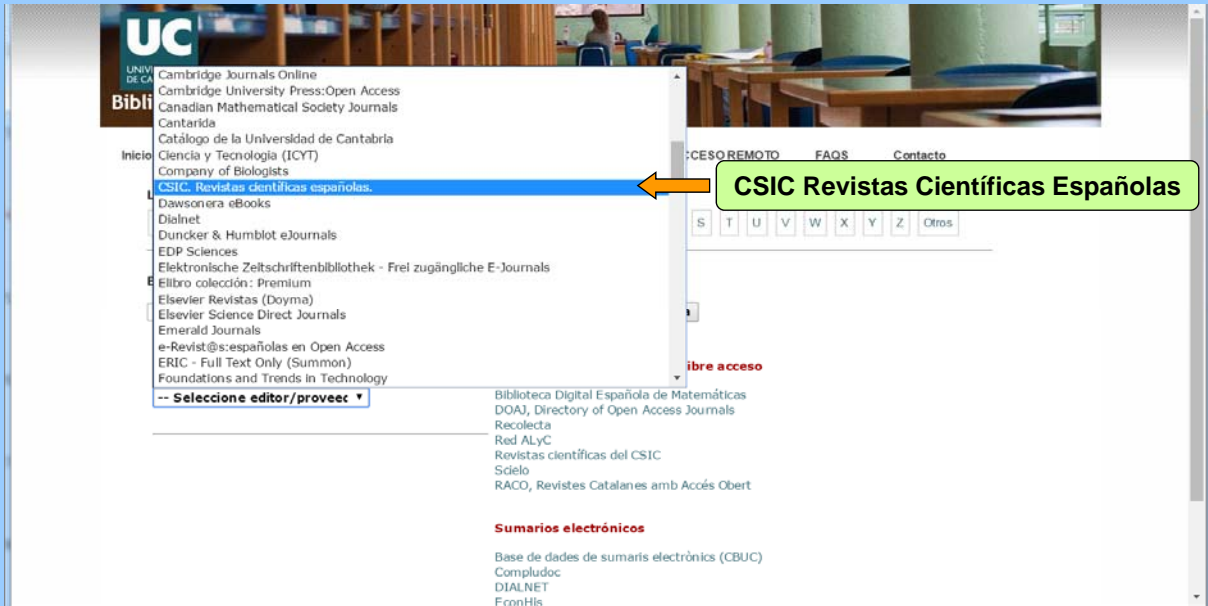 UC
UNIV
DE CA
Bibli
Cambridge Journals Online
Cambridge University Press:Open Access
Canadian Mathematical Society Journals
Cantarida
Catálogo de la Universidad de Cantabria
Ciencia y Tecnologia (ICYT)
Company of Biologists
CSIC. Revistas científicas españolas.
Dawsonera eBooks
Dialnet
Duncker & Humblot eJournals
EDP Sciences
Elektronische Zeitschriftenbibliothek - Frei zugängliche E-Journals
Elibro colección: Premium
Elsevier Revistas (Doyma)
Elsevier Science Direct Journals
Emerald Journals
e-Revist@s:españolas en Open Access
ERIC - Full Text Only (Summon)
Foundations and Trends in Technology
-- Seleccione editor/proveec
Inicio
CCESO REMOTO FAQS Contacto
CSIC Revistas Científicas Españolas
S T U V W X Y Z Otros
ibre acceso
Biblioteca Digital Española de Matemáticas
DOAJ, Directory of Open Access Journals
Recolecta
Red ALyC
Revistas científicas del CSIC
Scielo
RACO, Revistes Catalanes amb Accés Obert
Sumarios electrónicos
Base de dades de sumaris electrònics (CBUC)
Compludoc
DIALNET
EconHis